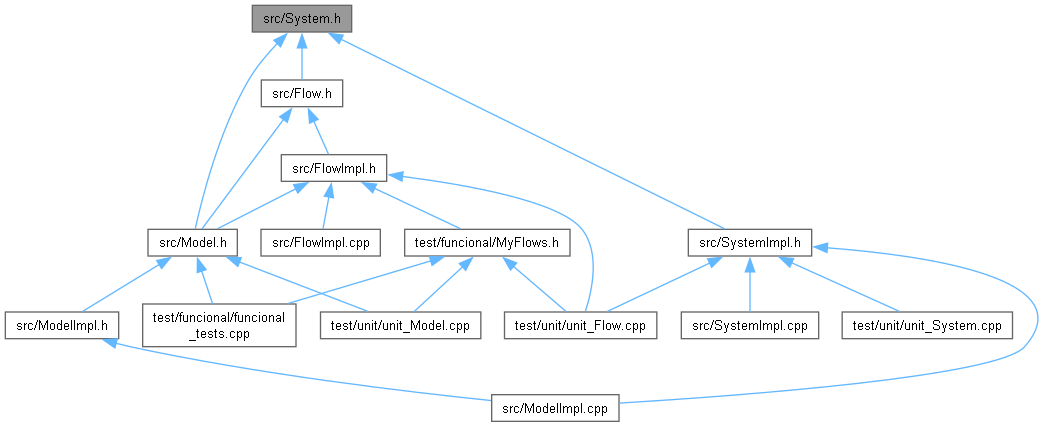 src/System.h
src/Flow.h
src/FlowImpl.h
src/Model.h
src/FlowImpl.cpp
test/funcional/MyFlows.h
src/SystemImpl.h
src/ModelImpl.h
test/funcional/funcional
_tests.cpp
test/unit/unit_Model.cpp
test/unit/unit_Flow.cpp
src/SystemImpl.cpp
test/unit/unit_System.cpp
src/ModelImpl.cpp